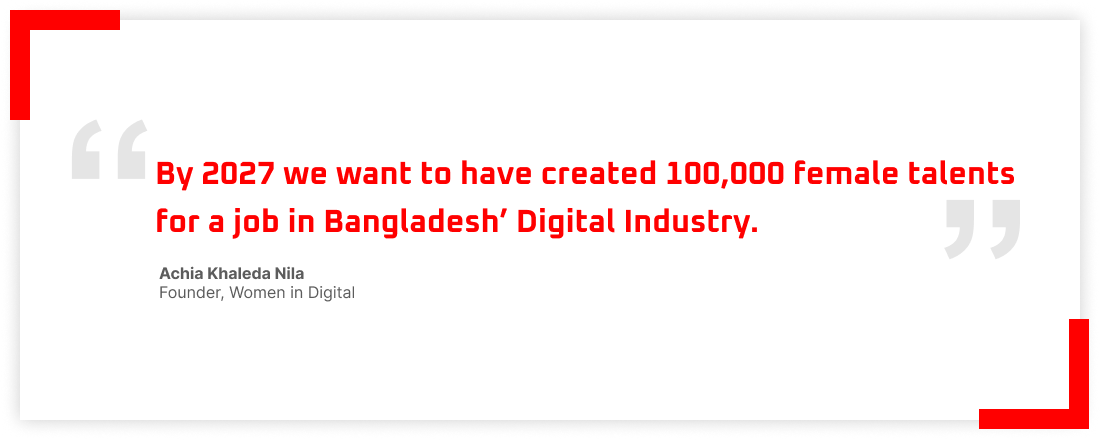 “
By 2027 we want to have created 100,000 female talents
for a job in Bangladesh’ Digital Industry.
”
Achia Khaleda Nila
Founder, Women in Digital